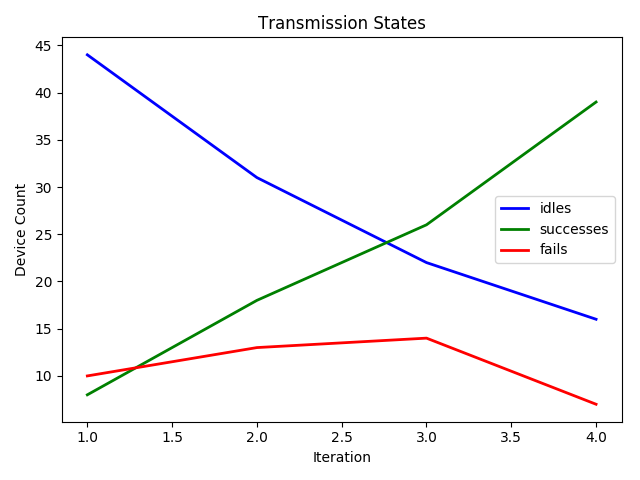 Transmission States
45
40
35
30
25
20
15
10
Device Count
idles
successes
fails
1.0 1.5 2.0 2.5 3.0 3.5 4.0
Iteration